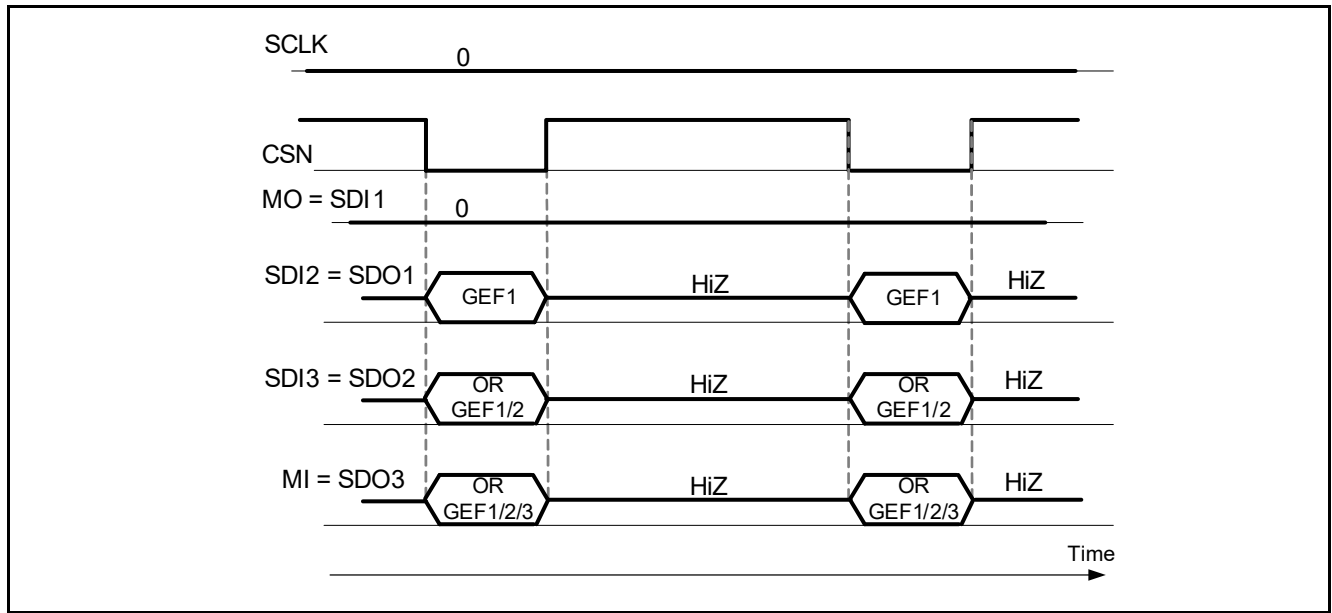 SCLK
0
CSN
MO = SDI1
0
SDI2 = SDO1
GEF1
HiZ
GEF1
HiZ
SDI3 = SDO2
OR
GEF1/2
HiZ
OR
GEF1/2
HiZ
MI = SDO3
OR
GEF1/2/3
HiZ
OR
GEF1/2/3
HiZ
Time